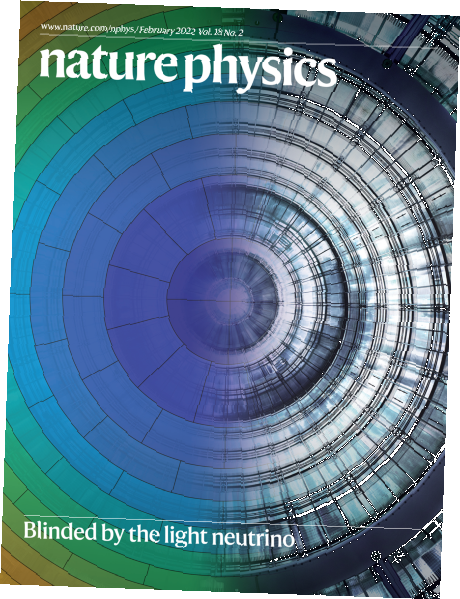 www.nature.com/nphys / February 2022 Vol. 18 No. 2
nature physics
Blinded by the light neutrino